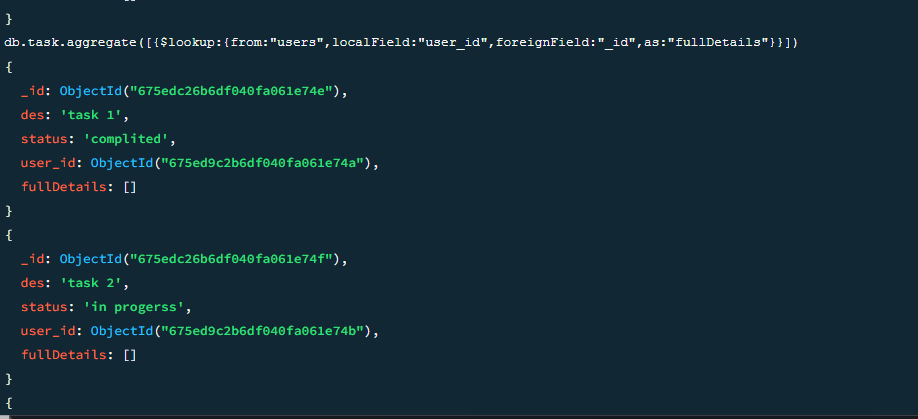 }
db.task.aggregate([{$lookup:{from:"users",localField:"user_id",foreignField:"_id",as:"fullDetails"}}])
{
_id: ObjectId("675edc26b6df040fa061e74e"),
des: 'task 1',
status: 'complited',
user_id: ObjectId("675ed9c2b6df040fa061e74a"),
fullDetails: []
}
{
_id: ObjectId("675edc26b6df040fa061e74f"),
des: 'task 2',
status: 'in progerss',
user_id: ObjectId("675ed9c2b6df040fa061e74b"),
fullDetails: []
}
{